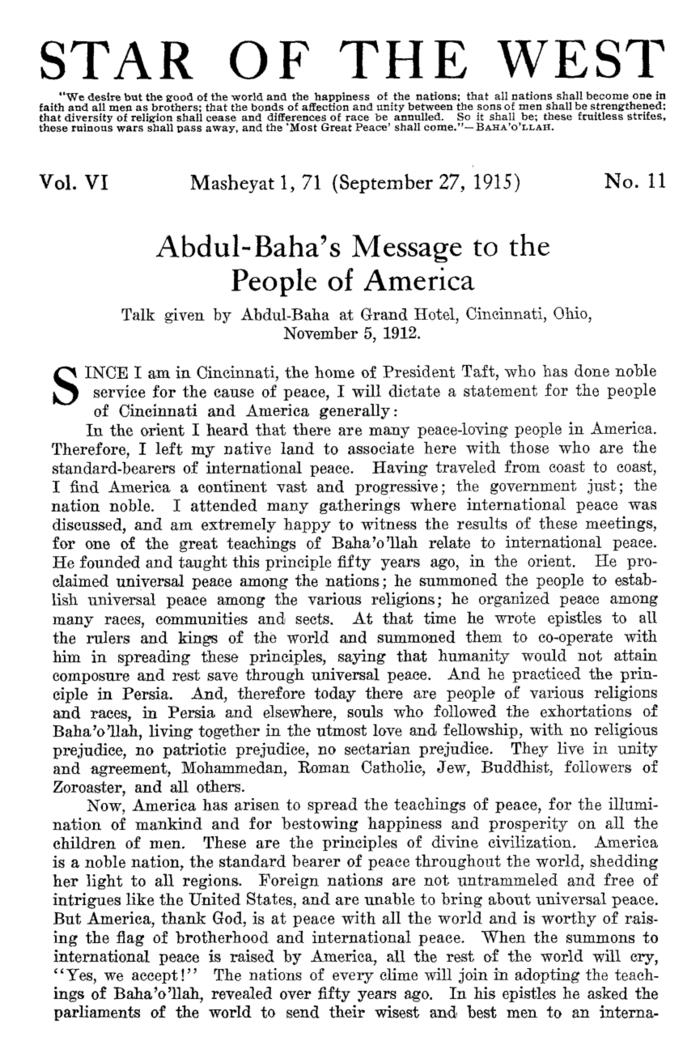 STAR OF THE WEST
"We desire but the good of the world and the happiness of the nations; that all nations shall become one in
faith and all men as brothers; that the bonds of affection and unity between the sons of men shall be strengthened;
that diversity of religion shall cease and differences of race be annulled. So it shall be; these fruitless strifes,
these ruinous wars shall pass away, and the 'Most Great Peace' shall come."—BAHA'O'LLAH.
Vol. VI Masheyat 1, 71 (September 27, 1915) No. 11
Abdul-Baha's Message to the
People of America
Talk given by Abdul-Baha at Grand Hotel, Cincinnati, Ohio,
November 5, 1912.
SINCE I am in Cincinnati, the home of President Taft, who has done noble
service for the cause of peace, I will dictate a statement for the people
of Cincinnati and America generally:
In the orient I heard that there are many peace-loving people in America.
Therefore, I left my native land to associate here with those who are the
standard-bearers of international peace. Having traveled from coast to coast,
I find America a continent vast and progressive; the government just; the
nation noble. I attended many gatherings where international peace was
discussed, and am extremely happy to witness the results of these meetings,
for one of the great teachings of Baha'o'llah relate to international peace.
He founded and taught this principle fifty years ago, in the orient. He pro-
claimed universal peace among the nations; he summoned the people to estab-
lish universal peace among the various religions; he organized peace among
many races, communities and sects. At that time he wrote epistles to all
the rulers and kings of the world and summoned them to co-operate with
him in spreading these principles, saying that humanity would not attain
composure and rest save through universal peace. And he practiced the prin-
ciple in Persia. And, therefore today there are people of various religions
and races, in Persia and elsewhere, souls who followed the exhortations of
Baha'o'llah, living together in the utmost love and fellowship, with no religious
prejudice, no patriotic prejudice, no sectarian prejudice. They live in unity
and agreement, Mohammedan, Roman Catholic, Jew, Buddhist, followers of
Zoroaster, and all others.
Now, America has arisen to spread the teachings of peace, for the illumi-
nation of mankind and for bestowing happiness and prosperity on all the
children of men. These are the principles of divine civilization. America
is a noble nation, the standard bearer of peace throughout the world, shedding
her light to all regions. Foreign nations are not untrammeled and free of
intrigues like the United States, and are unable to bring about universal peace.
But America, thank God, is at peace with all the world and is worthy of rais-
ing the flag of brotherhood and international peace. When the summons to
international peace is raised by America, all the rest of the world will cry,
"Yes, we accept!" The nations of every clime will join in adopting the teach-
ings of Baha'o'llah, revealed over fifty years ago. In his epistles he asked the
parliaments of the world to send their wisest and best men to an interna-